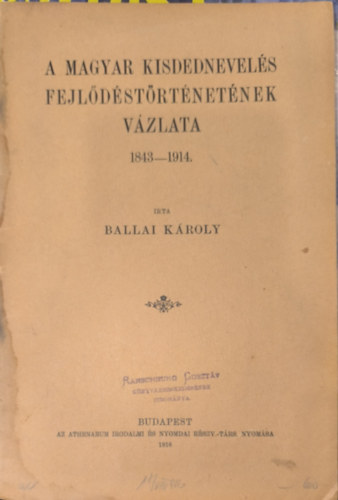 A MAGYAR KISDEDNEVELÉS
FEJLŐDÉSTÖRTÉNETÉNEK
VÁZLATA
1843—1914.
IRTA
BALLAI KÁROLY
BUDAPEST
AZ ATHENAEUM IRODALMI ÉS NYOMDAI RÉSZV.-TÁRS. NYOMÁSA